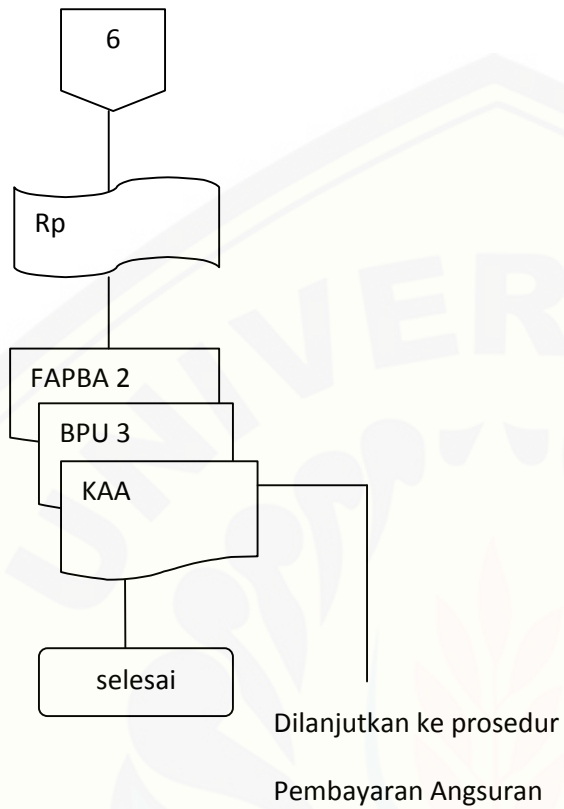 6
Rp
FAPBA 2
BPU 3
KAA
selesai
Dilanjutkan ke prosedur
Pembayaran Angsuran